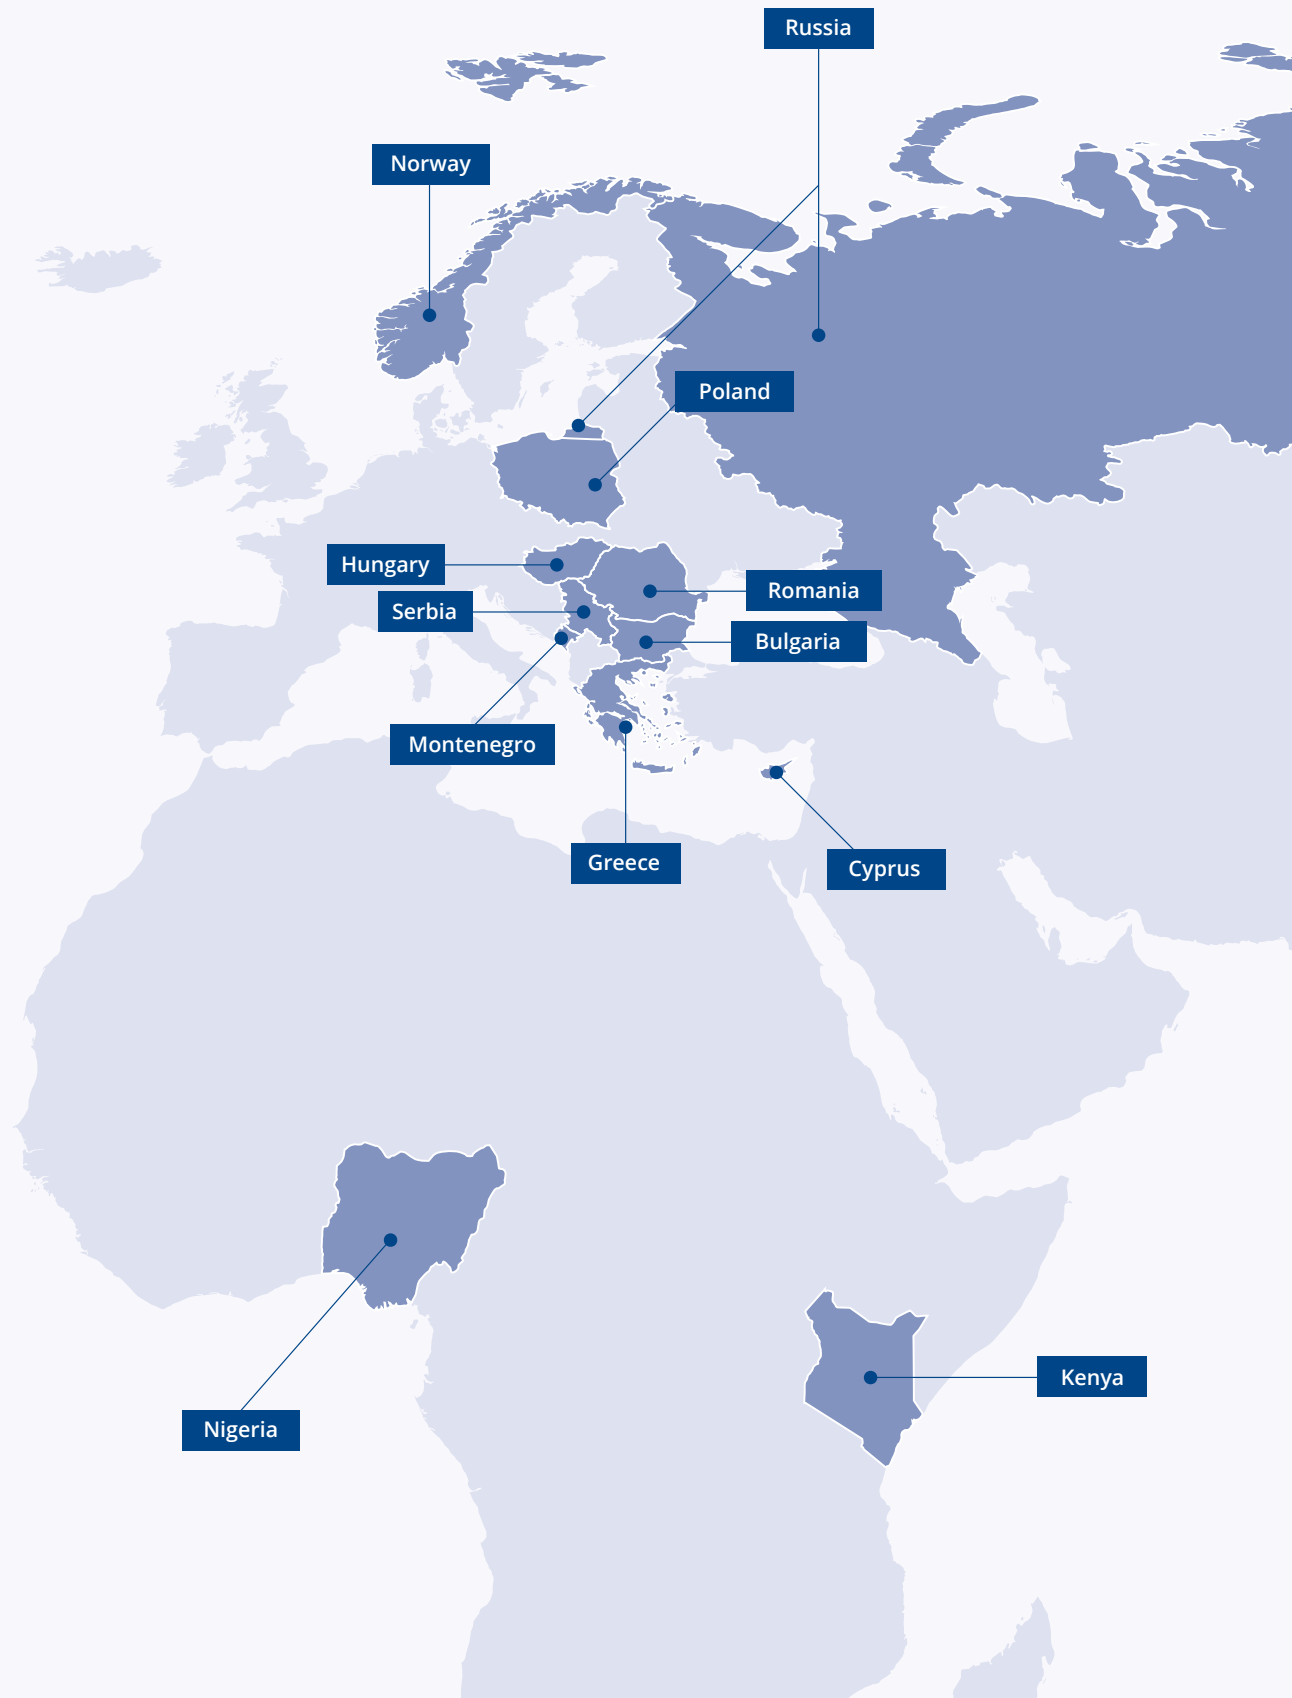 Russia
Norway
Poland
Hungary
Romania
Serbia
Bulgaria
Montenegro
Greece
Cyprus
Kenya
Nigeria